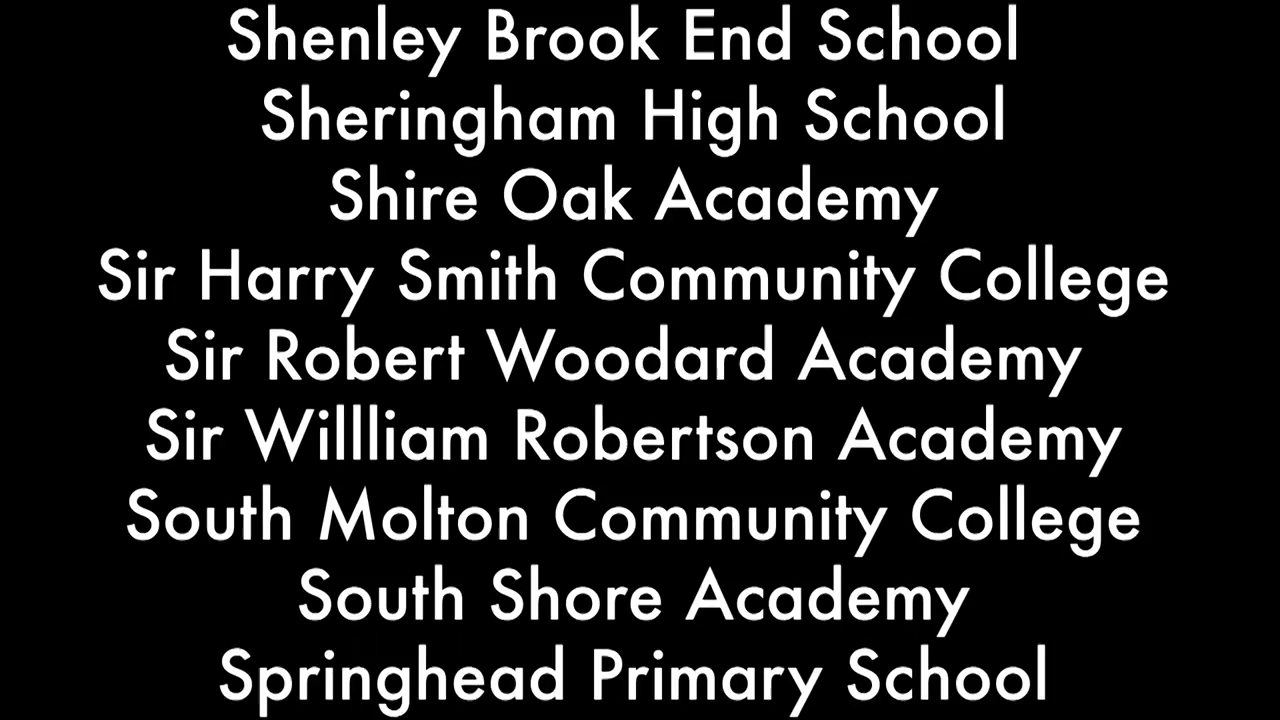 Shenley Brook End School
Sheringham High School
Shire Oak Academy
Sir Harry Smith Community College
Sir Robert Woodard Academy
Sir Willliam Robertson Academy
South Molton Community College
South Shore Academy
Springhead Primary School